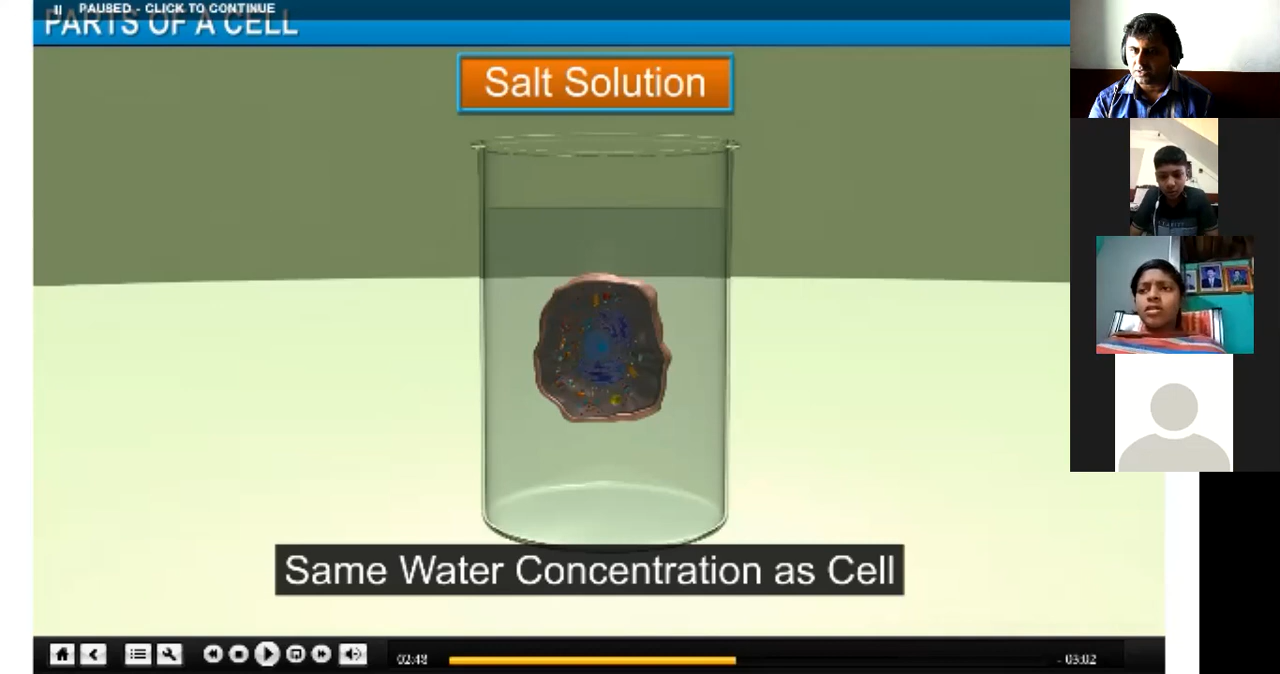 PAUSED - CLICK TO CONTINUE
PARTS OF A CELL
Salt Solution
Same Water Concentration as Cell
02:48
- 03:02